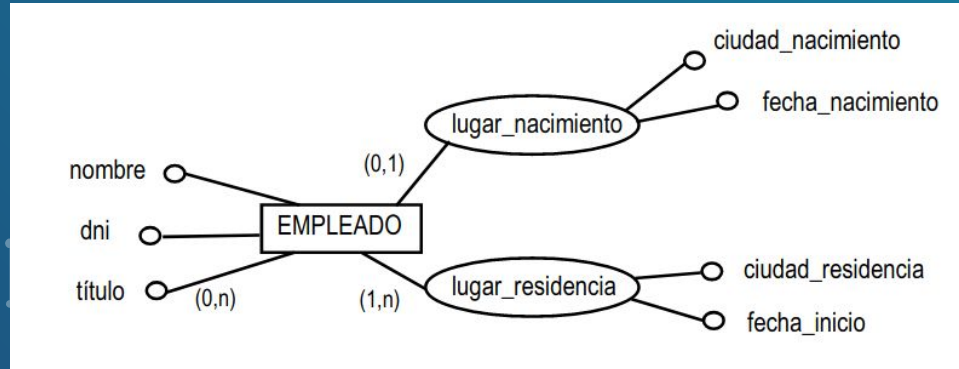 ciudad_nacimiento
fecha_nacimiento
lugar_nacimiento
(0,1)
nombre
EMPLEADO
dni
título
(0,n)
(1,n)
lugar_residencia
ciudad_residencia
fecha_inicio